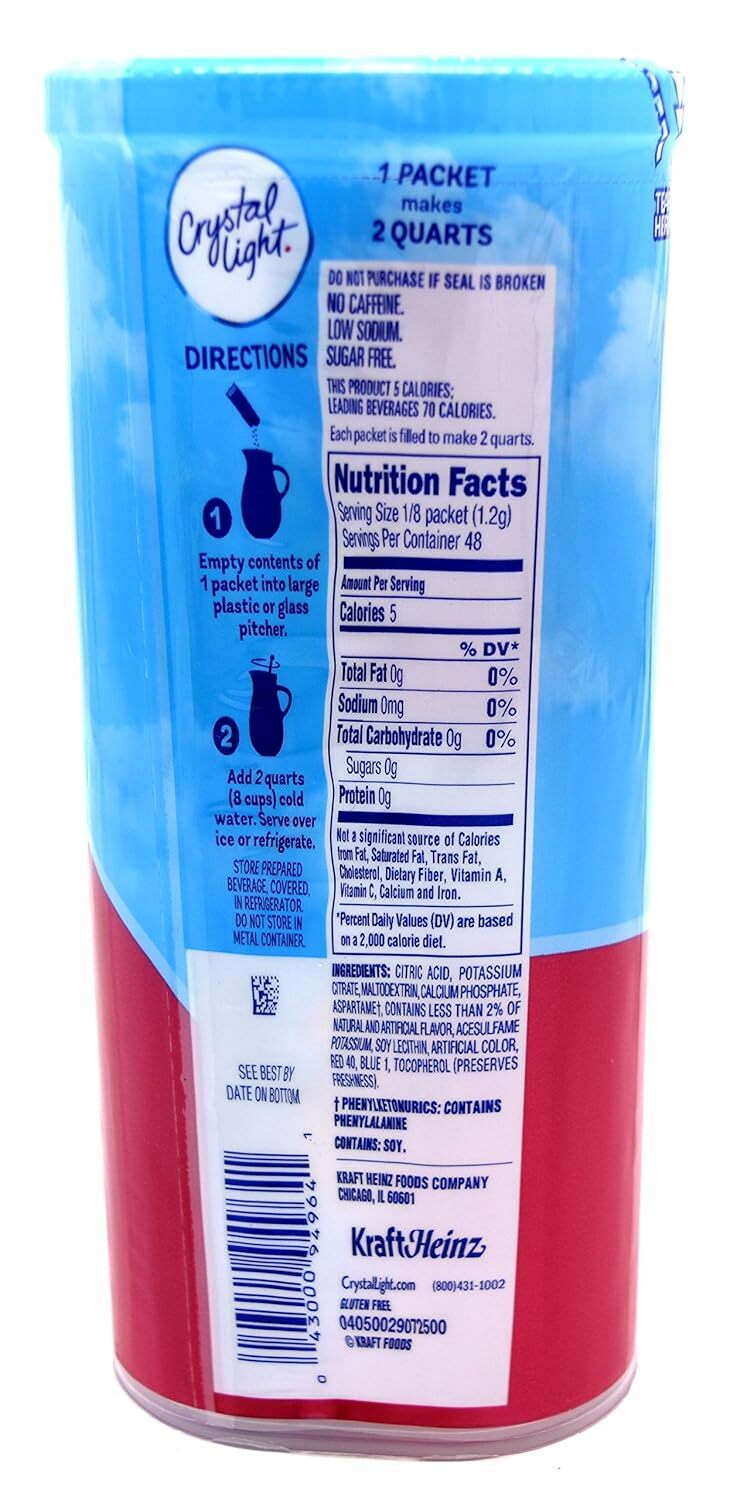 Crystal
Light.
1 PACKET
makes
2 QUARTS
DO NOT PURCHASE IF SEAL IS BROKEN
NO CAFFEINE.
LOW SODIUM.
SUGAR FREE.
THIS PRODUCT 5 CALORIES;
LEADING BEVERAGES 70 CALORIES.
Each packet is filled to make 2 quarts.
DIRECTIONS
1
Empty contents of
1 packet into large
plastic or glass
pitcher.
2
Add 2 quarts
(8 cups) cold
water. Serve over
ice or refrigerate.
STORE PREPARED
BEVERAGE, COVERED,
IN REFRIGERATOR.
DO NOT STORE IN
METAL CONTAINER.
Nutrition Facts
Serving Size 1/8 packet (1.2g)
Servings Per Container 48
Amount Per Serving
Calories 5
% DV*
Total Fat 0g 0%
Sodium 0mg 0%
Total Carbohydrate 0g 0%
Sugars 0g
Protein 0g
Not a significant source of Calories
from Fat, Saturated Fat, Trans Fat,
Cholesterol, Dietary Fiber, Vitamin A,
Vitamin C, Calcium and Iron.
*Percent Daily Values (DV) are based
on a 2,000 calorie diet.
INGREDIENTS: CITRIC ACID, POTASSIUM
CITRATE, MALTODEXTRIN, CALCIUM PHOSPHATE,
ASPARTAME†, CONTAINS LESS THAN 2% OF
NATURAL AND ARTIFICIAL FLAVOR, ACESULFAME
POTASSIUM, SOY LECITHIN, ARTIFICIAL COLOR,
RED 40, BLUE 1, TOCOPHEROL (PRESERVES
FRESHNESS).
† PHENYLKETONURICS: CONTAINS
PHENYLALANINE
CONTAINS: SOY.
KRAFT HEINZ FOODS COMPANY
CHICAGO, IL 60601
KraftHeinz
CrystalLight.com (800)431-1002
GLUTEN FREE
04050029072500
© KRAFT FOODS
SEE BEST BY
DATE ON BOTTOM
0 43000 94964 1